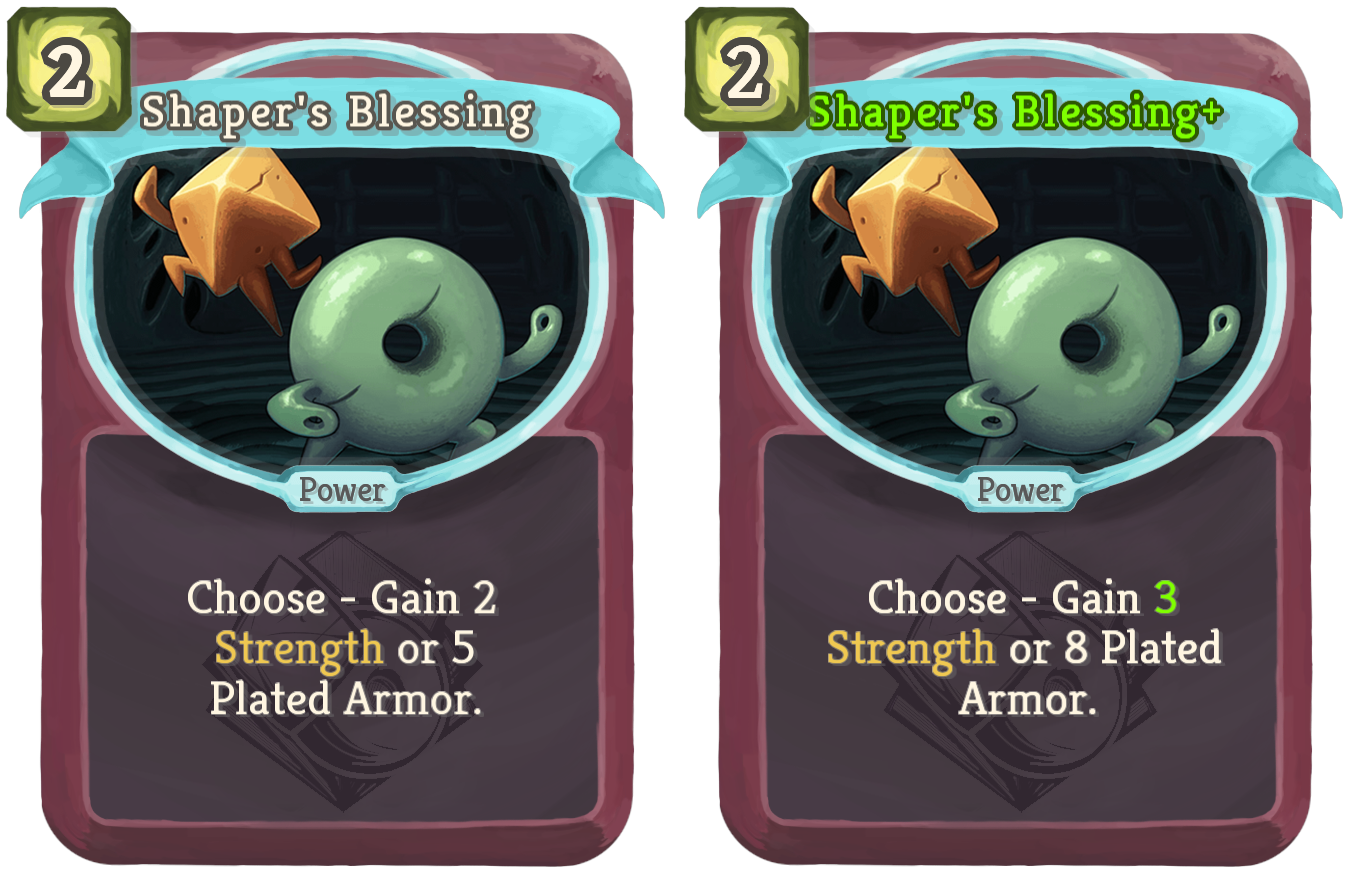 2
Shaper's Blessing
Power
Choose - Gain 2
Strength or 5
Plated Armor.
2
Shaper's Blessing+
Power
Choose - Gain 3
Strength or 8 Plated
Armor.